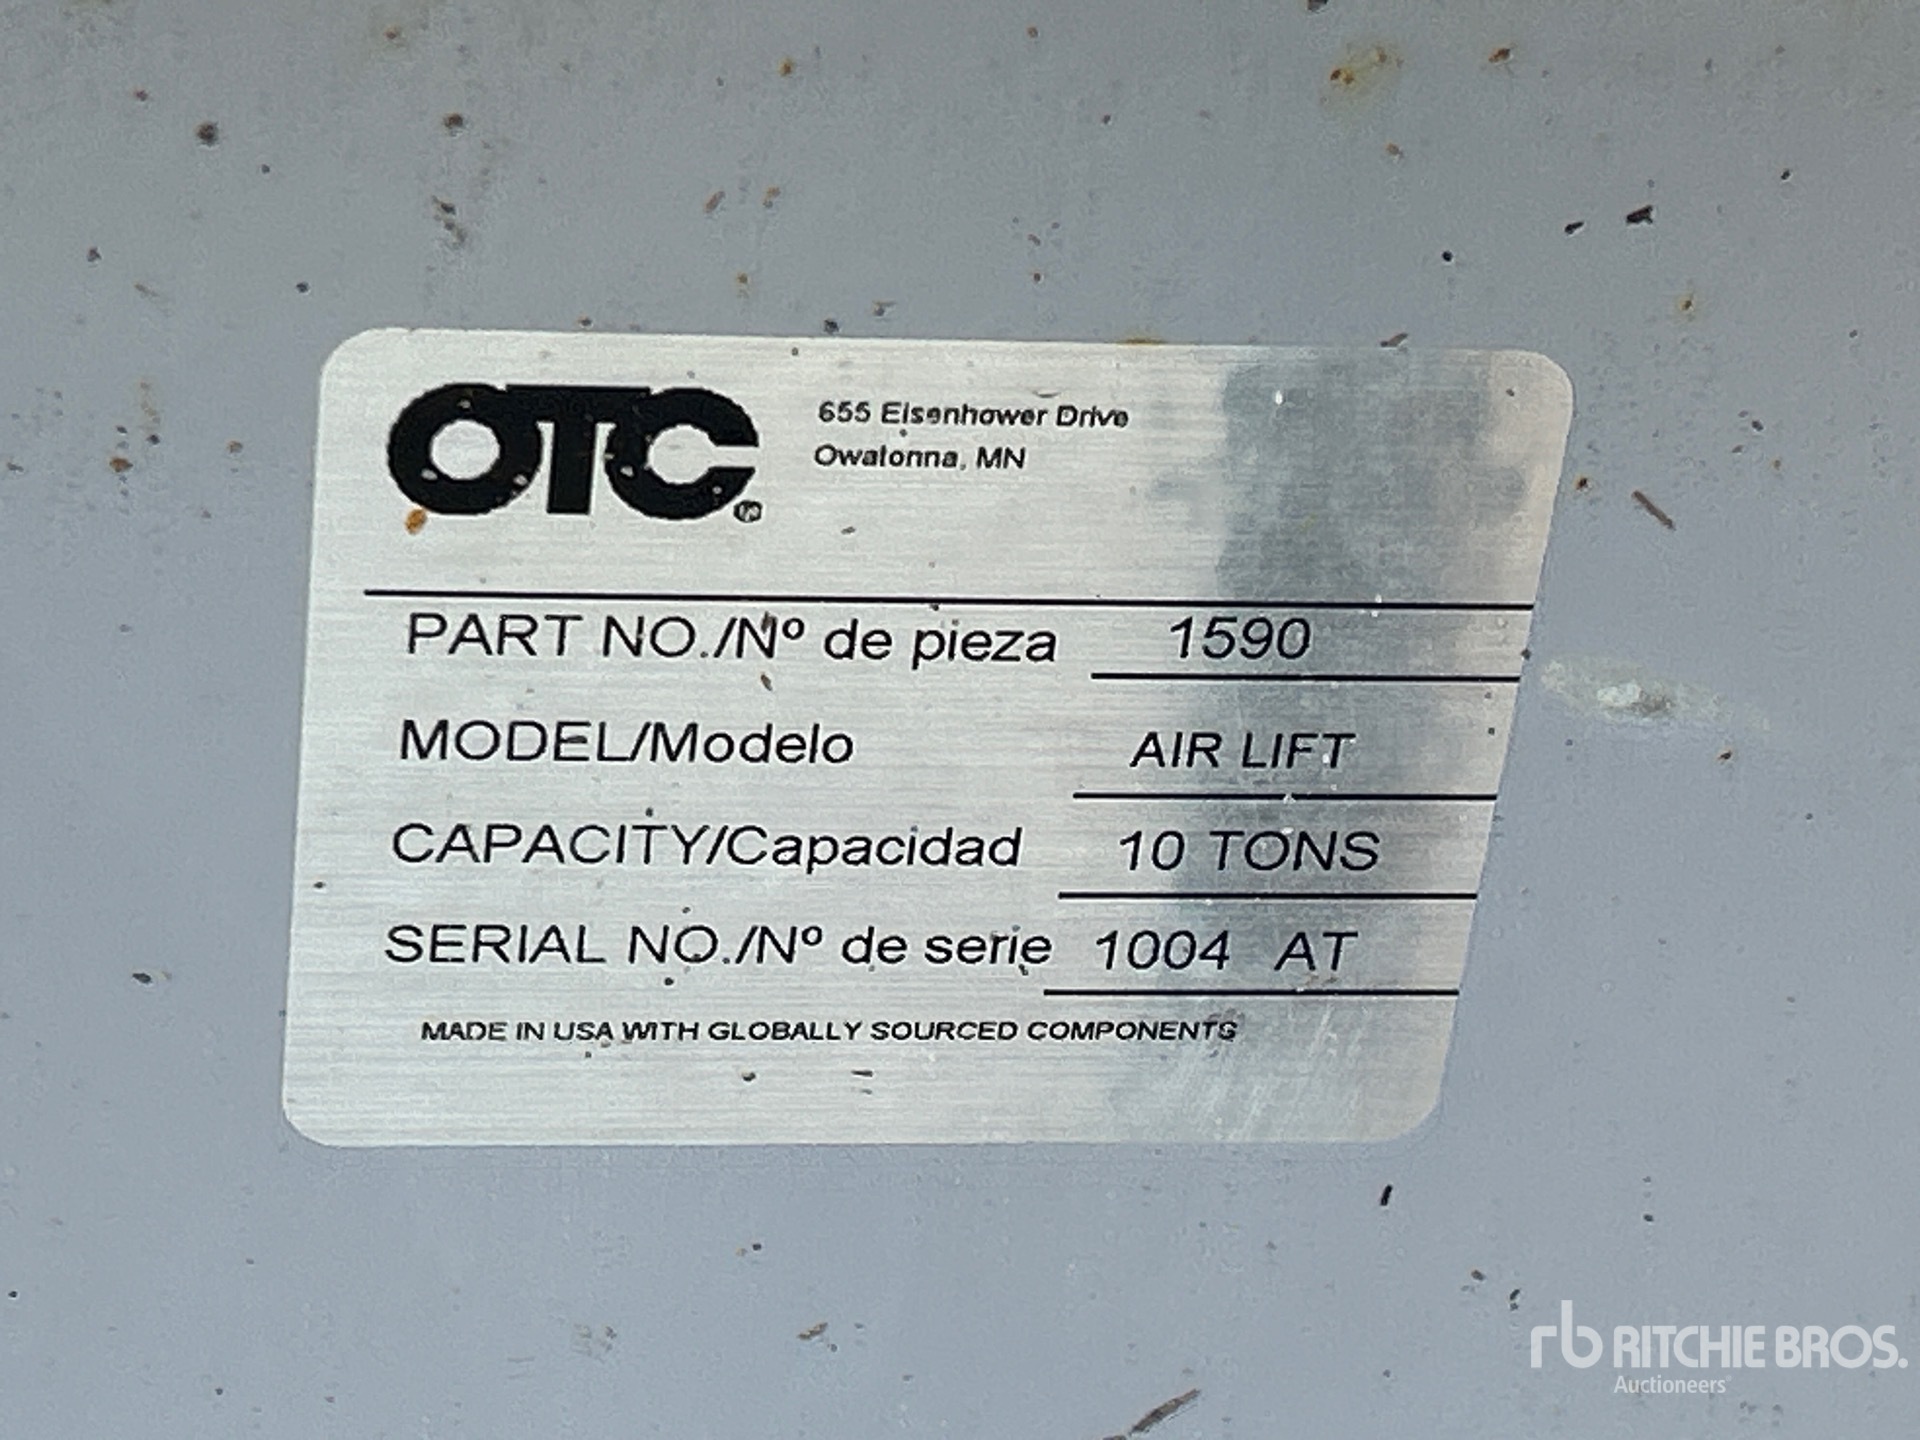 OTC®
655 Eisenhower Drive
Owatonna, MN
PART NO./Nº de pieza 1590
MODEL/Modelo AIR LIFT
CAPACITY/Capacidad 10 TONS
SERIAL NO./Nº de serie 1004 AT
MADE IN USA WITH GLOBALLY SOURCED COMPONENTS
rb RITCHIE BROS.
Auctioneers